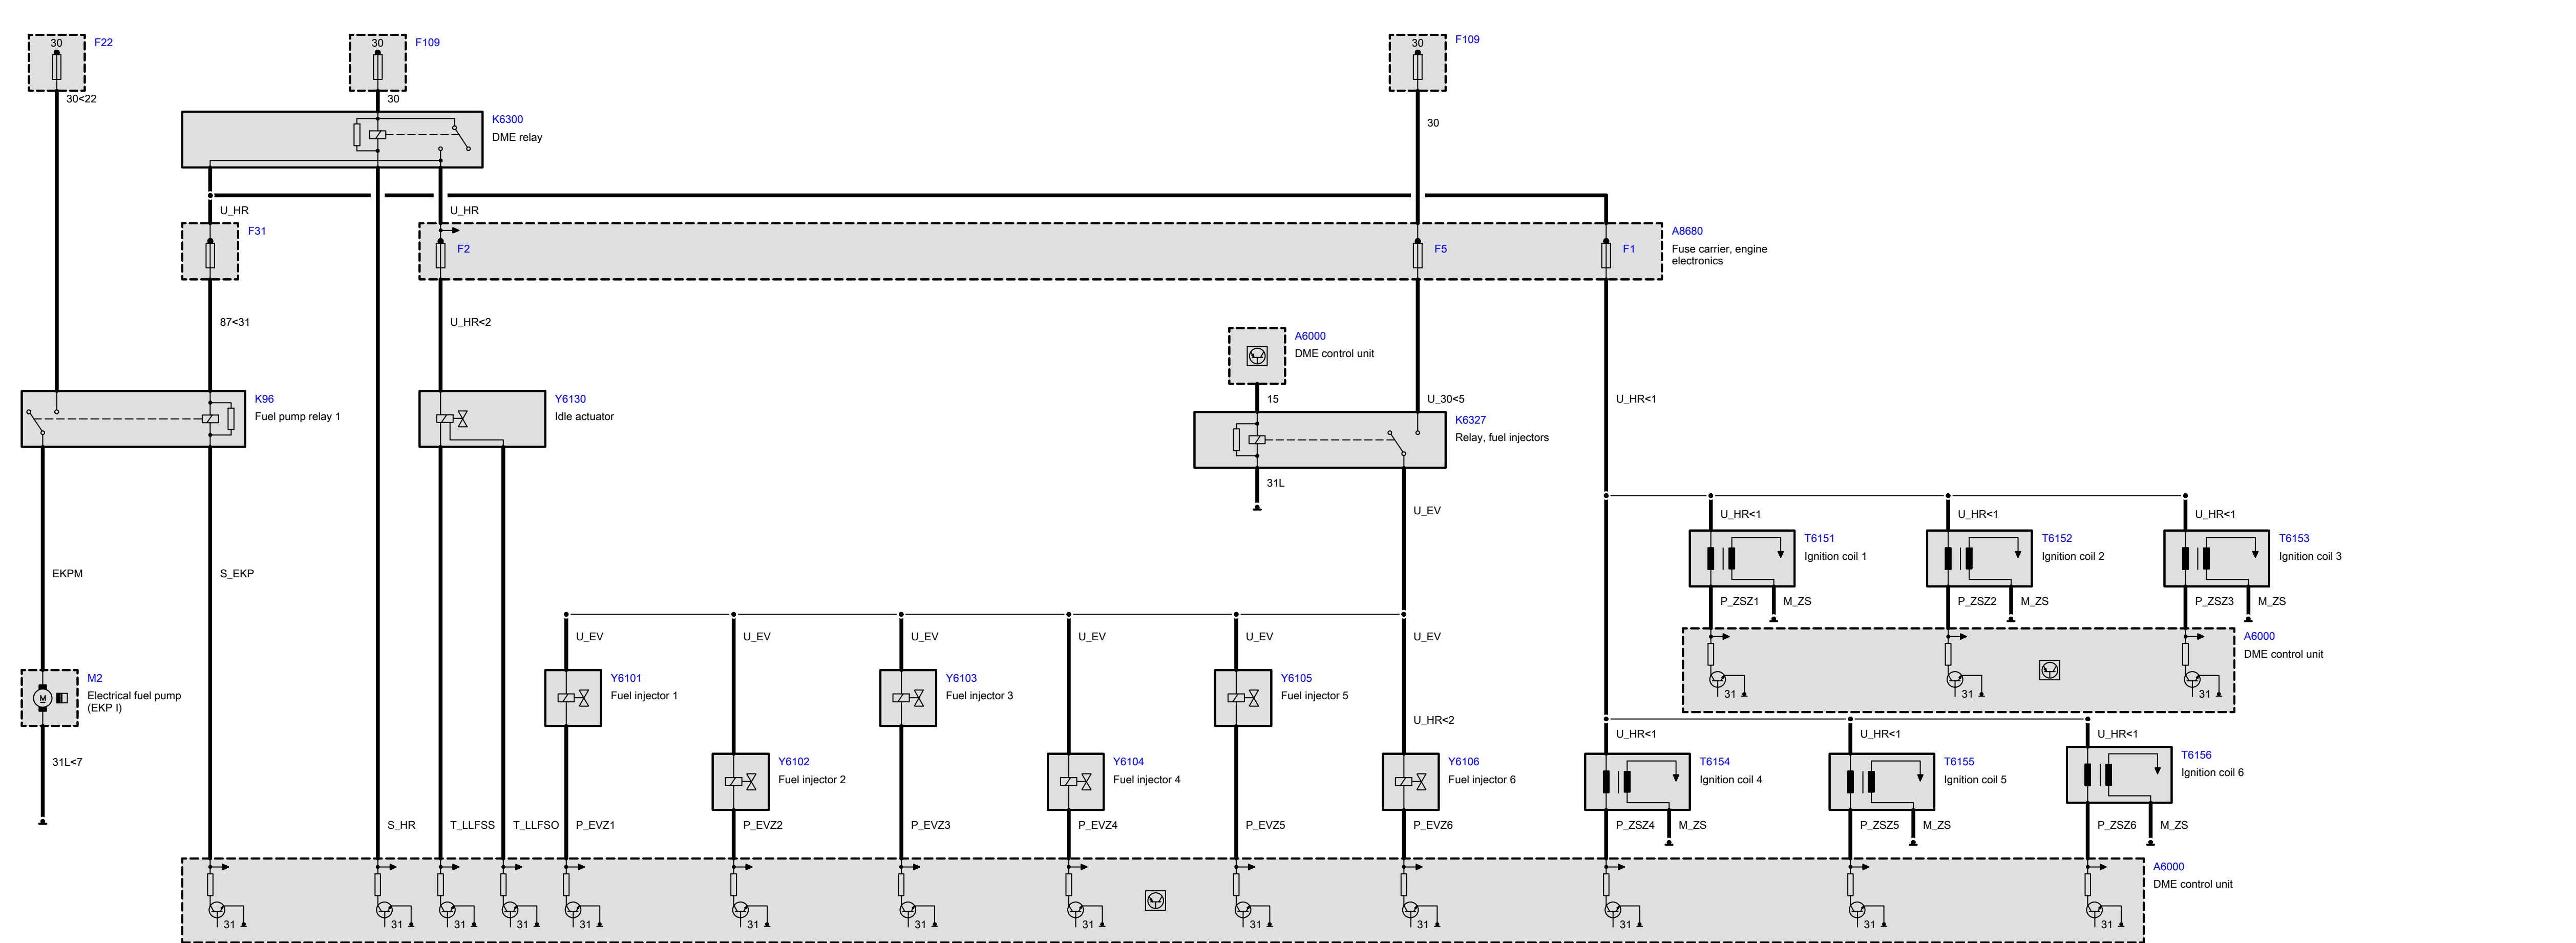 30
F22
30<22
30
F109
30
30
F109
30
K6300
DME relay
U_HR
U_HR
F31
F2
F5
F1
A8680
Fuse carrier, engine
electronics
87<31
U_HR<2
A6000
DME control unit
15
U_30<5
U_HR<1
K96
Fuel pump relay 1
Y6130
Idle actuator
K6327
Relay, fuel injectors
31L
U_EV
U_HR<1
U_HR<1
U_HR<1
T6151
Ignition coil 1
T6152
Ignition coil 2
T6153
Ignition coil 3
EKPM
S_EKP
P_ZSZ1
M_ZS
P_ZSZ2
M_ZS
P_ZSZ3
M_ZS
U_EV
U_EV
U_EV
U_EV
U_EV
U_EV
A6000
DME control unit
31
31
31
M2
M
Electrical fuel pump
(EKP I)
Y6101
Fuel injector 1
Y6103
Fuel injector 3
Y6105
Fuel injector 5
U_HR<2
U_HR<1
U_HR<1
U_HR<1
31L<7
Y6102
Fuel injector 2
Y6104
Fuel injector 4
Y6106
Fuel injector 6
T6154
Ignition coil 4
T6155
Ignition coil 5
T6156
Ignition coil 6
S_HR
T_LLFSS
T_LLFSO
P_EVZ1
P_EVZ2
P_EVZ3
P_EVZ4
P_EVZ5
P_EVZ6
P_ZSZ4
M_ZS
P_ZSZ5
M_ZS
P_ZSZ6
M_ZS
A6000
DME control unit
31
31
31
31
31
31
31
31
31
31
31
31
31